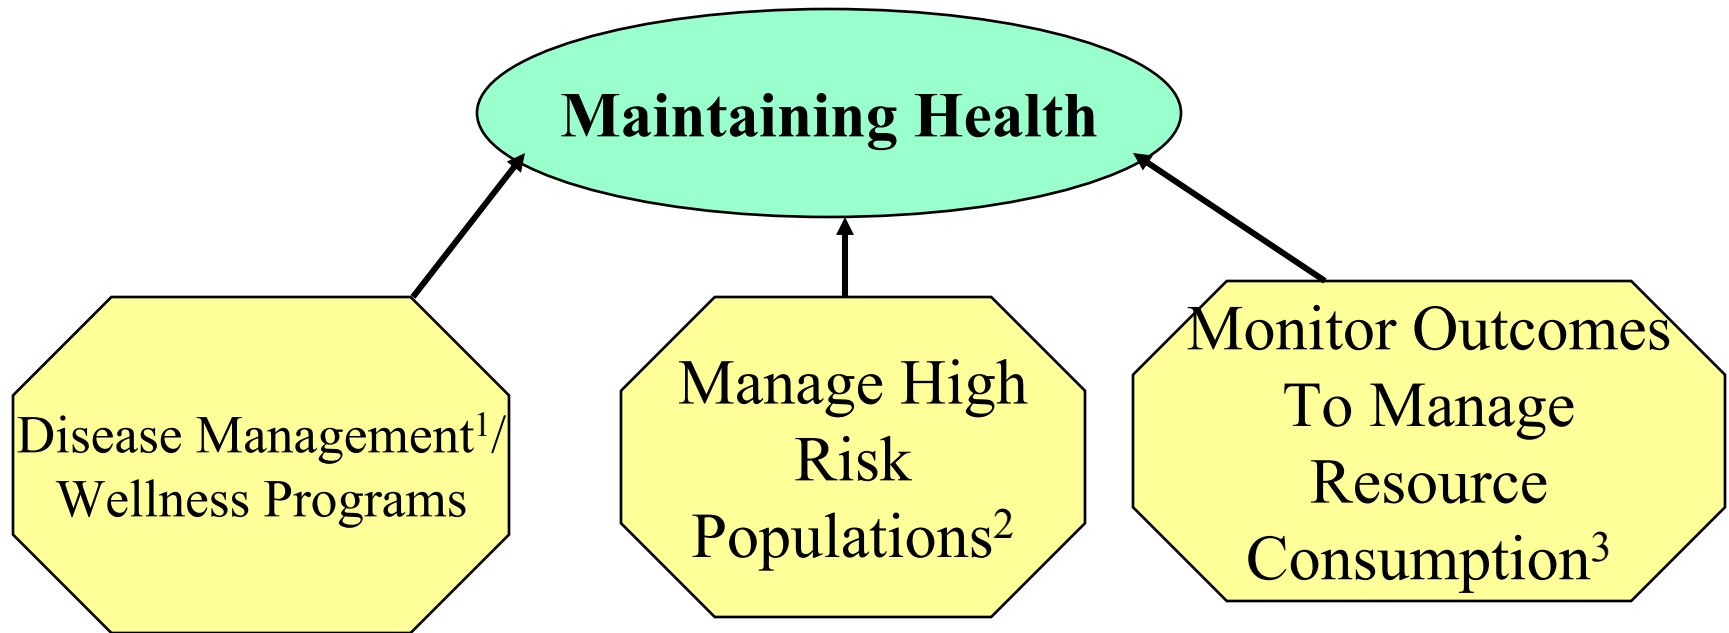 Maintaining Health
Disease Management¹/
Wellness Programs
Manage High
Risk
Populations²
Monitor Outcomes
To Manage
Resource
Consumption³